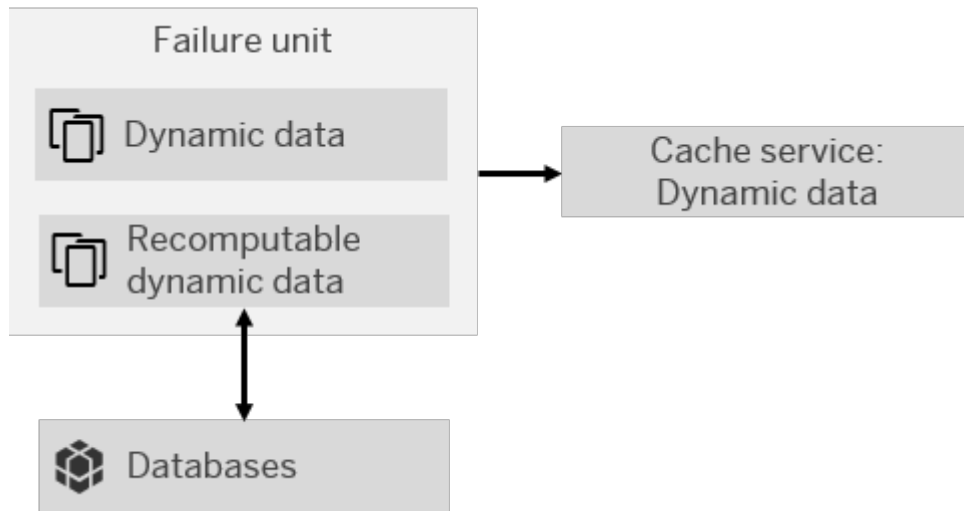 Failure unit
Dynamic data
Cache service:
Dynamic data
Recomputable
dynamic data
Databases